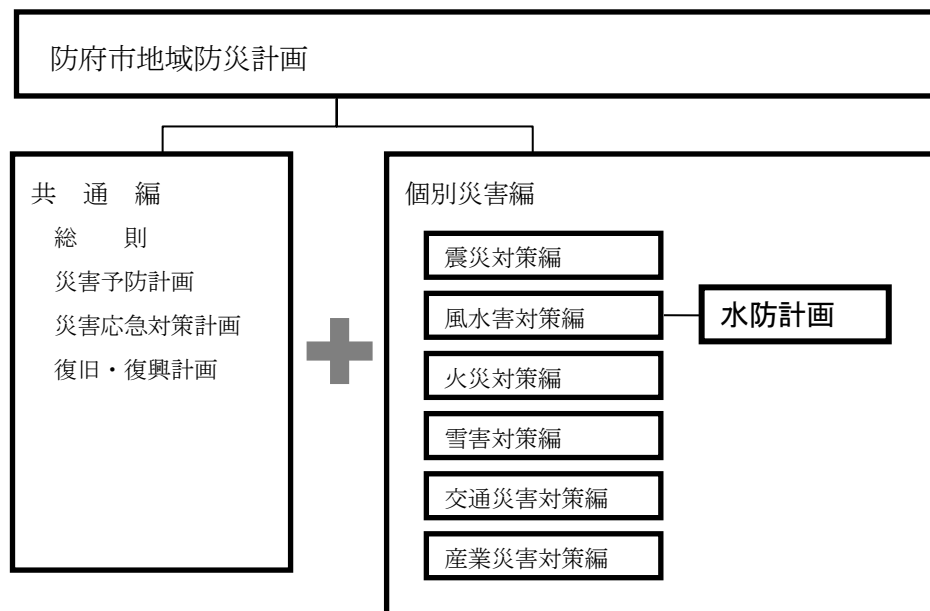 防府市地域防災計画
共　通　編
総　　則
災害予防計画
災害応急対策計画
復旧・復興計画
個別災害編
震災対策編
風水害対策編
水防計画
火災対策編
雪害対策編
交通災害対策編
産業災害対策編